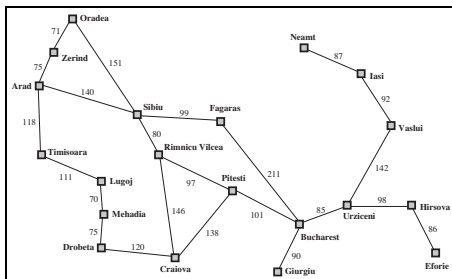 Oradea
71
Neamt
Zerind
87
151
75
Iasi
Arad
140
92
Sibiu
99
Fagaras
118
Vaslui
80
Timisoara
Rimnicu Vilcea
111
142
Lugoj
97
Pitesti
211
70
98
Hirsova
Mehadia
146
101
85
Urziceni
75
138
86
Bucharest
120
Drobeta
90
Craiova
Eforie
Giurgiu